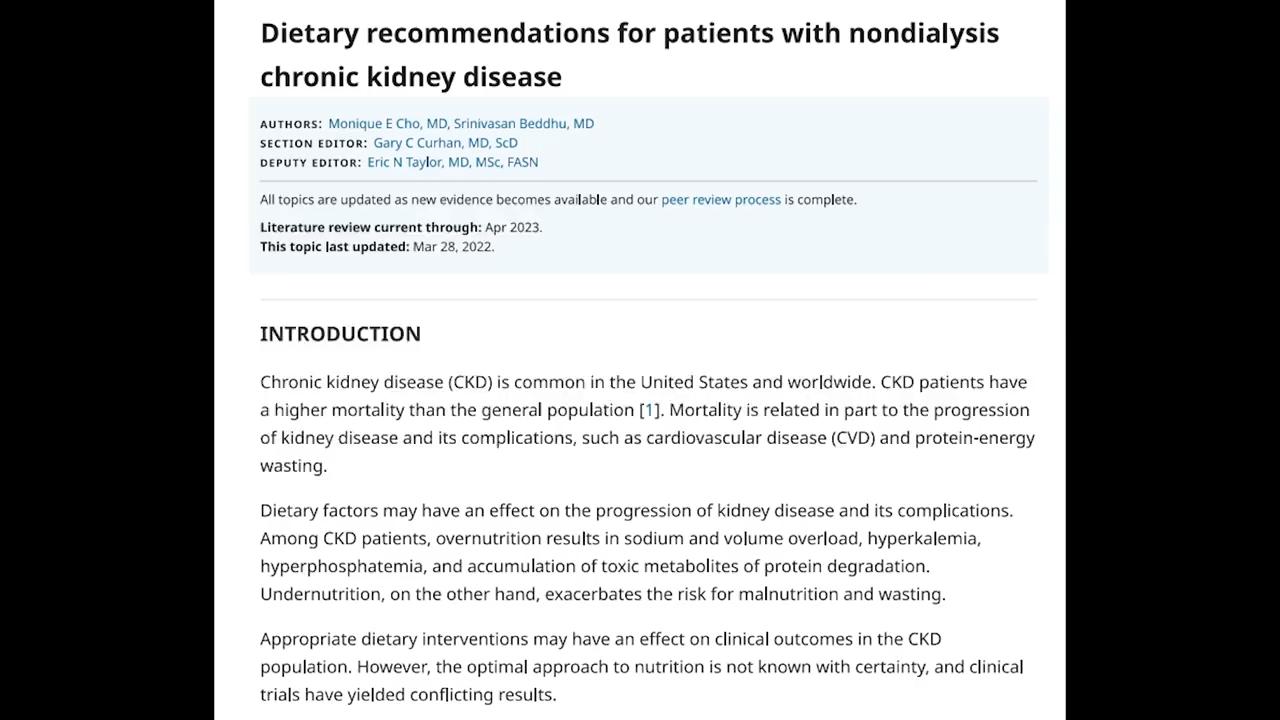 Dietary recommendations for patients with nondialysis
chronic kidney disease
AUTHORS: Monique E Cho, MD, Srinivasan Beddhu, MD
SECTION EDITOR: Gary C Curhan, MD, ScD
DEPUTY EDITOR: Eric N Taylor, MD, MSc, FASN
All topics are updated as new evidence becomes available and our peer review process is complete.
Literature review current through: Apr 2023.
This topic last updated: Mar 28, 2022.
INTRODUCTION
Chronic kidney disease (CKD) is common in the United States and worldwide. CKD patients have
a higher mortality than the general population [1]. Mortality is related in part to the progression
of kidney disease and its complications, such as cardiovascular disease (CVD) and protein-energy
wasting.
Dietary factors may have an effect on the progression of kidney disease and its complications.
Among CKD patients, overnutrition results in sodium and volume overload, hyperkalemia,
hyperphosphatemia, and accumulation of toxic metabolites of protein degradation.
Undernutrition, on the other hand, exacerbates the risk for malnutrition and wasting.
Appropriate dietary interventions may have an effect on clinical outcomes in the CKD
population. However, the optimal approach to nutrition is not known with certainty, and clinical
trials have yielded conflicting results.